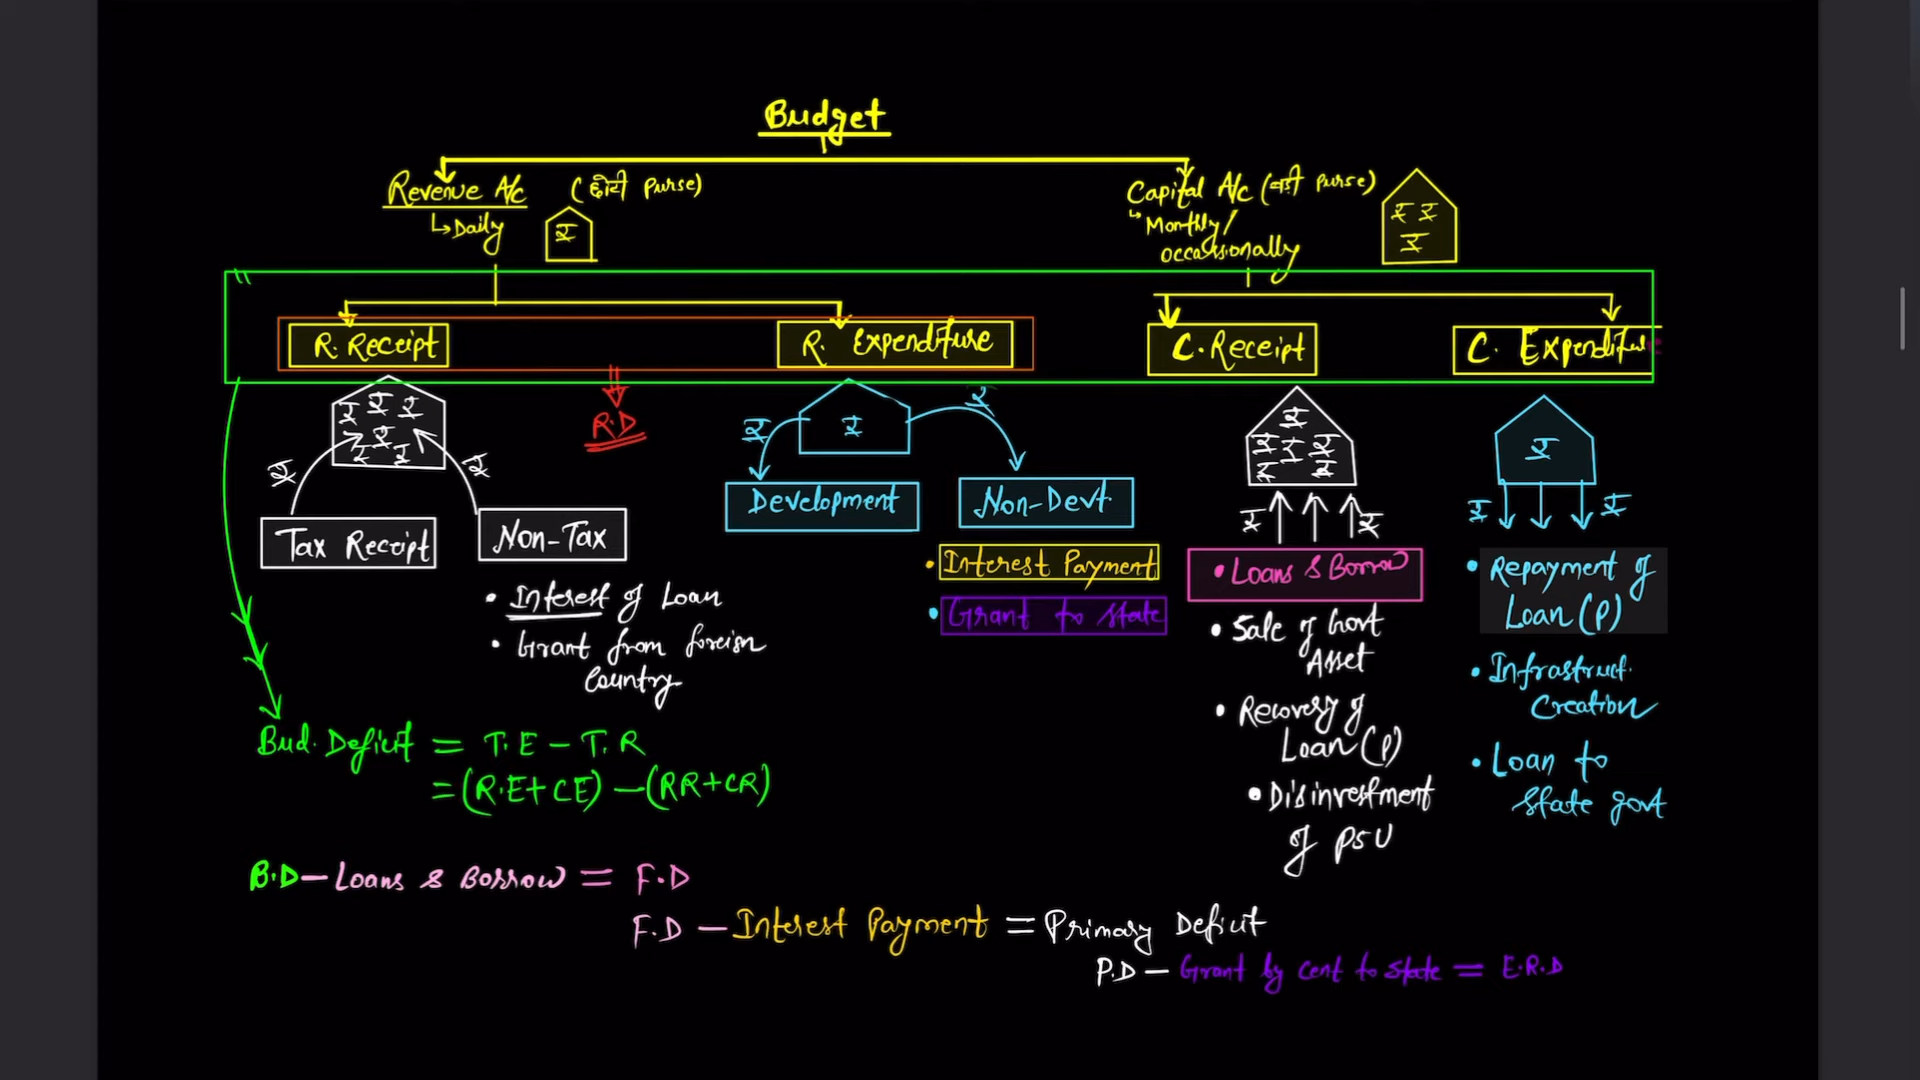 Budget
Revenue A/c (छोटी Purse)
↳ Daily
₹
Capital A/c (बड़ी Purse)
↳ Monthly/
occassionally
₹ ₹
₹
R. Receipt
R. Expenditure
C. Receipt
C. Expenditure
₹ ₹ ₹
₹
₹ ₹
₹ ₹
R.D
₹ ₹ ₹
Tax Receipt
Non-Tax
• Interest of Loan
• Grant from foreign
Country
Development
Non-Devt
• Interest Payment
• Grant to State
₹
₹ ₹ ₹
₹ ₹
₹ ₹
• Loans & Borrow
• Sale of Govt
Asset
• Recovery of
Loan (P)
• Disinvestment
of PSU
₹
₹ ₹
• Repayment of
Loan (P)
• Infrastruct.
Creation
• Loan to
State govt
Bud. Deficit = T.E - T.R
= (R.E + CE) - (RR + CR)
B.D - Loans & Borrow = F.D
F.D - Interest Payment = Primary Deficit
P.D - Grant by cent to state = E.R.D